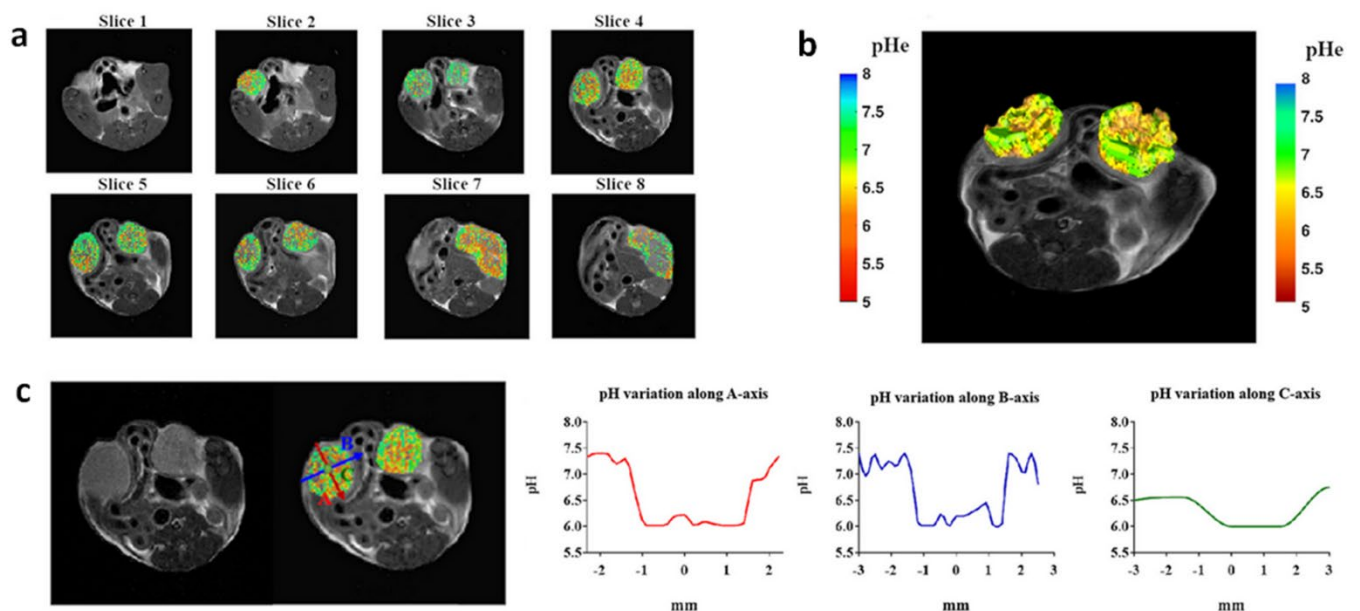 a
Slice 1
Slice 2
Slice 3
Slice 4
Slice 5
Slice 6
Slice 7
Slice 8
b
pHe
8
7.5
7
6.5
6
5.5
5
pHe
8
7.5
7
6.5
6
5.5
5
c
B
C
A
pH variation along A-axis
8.0
7.5
7.0
6.5
6.0
5.5
pH
-2 -1 0 1 2
mm
pH variation along B-axis
8.0
7.5
7.0
6.5
6.0
5.5
pH
-3 -2 -1 0 1 2 3
mm
pH variation along C-axis
8.0
7.5
7.0
6.5
6.0
5.5
pH
-3 -2 -1 0 1 2 3
mm